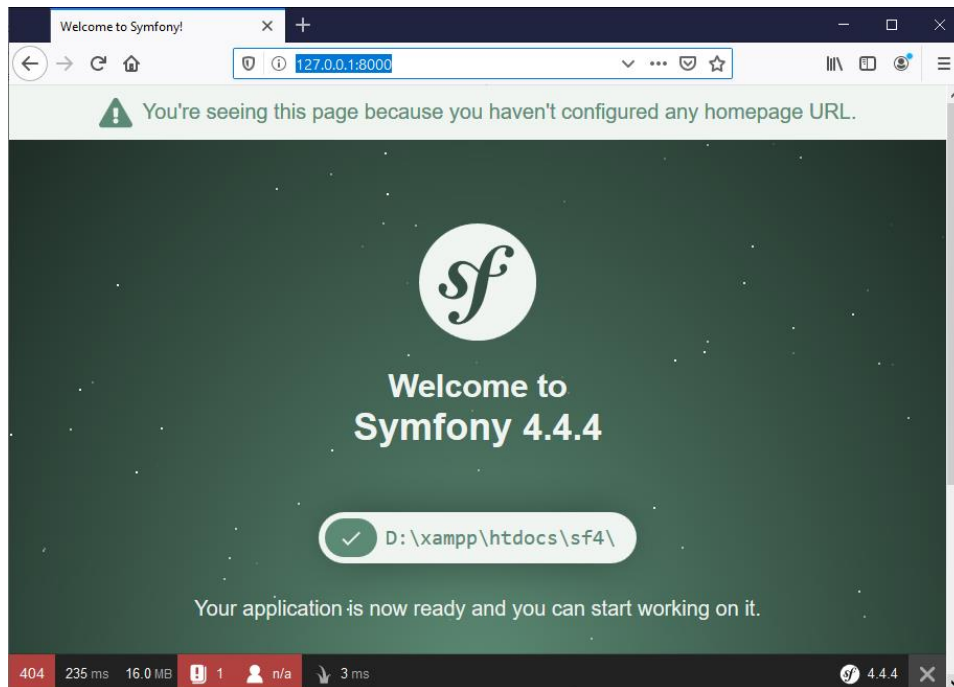 Welcome to Symfony!
127.0.0.1:8000
You're seeing this page because you haven't configured any homepage URL.
sf
Welcome to
Symfony 4.4.4
D:\xampp\htdocs\sf4\
Your application is now ready and you can start working on it.
404 235 ms 16.0 MB 1 n/a 3 ms sf 4.4.4